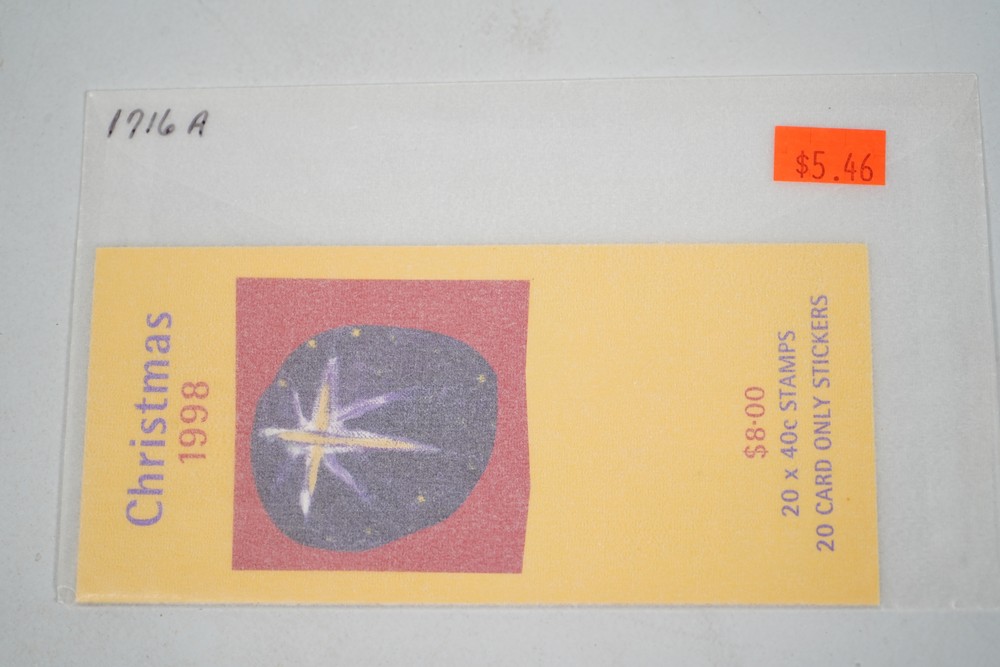 1716 A
$5.46
Christmas
1998
$8·00
20 x 40c STAMPS
20 CARD ONLY STICKERS